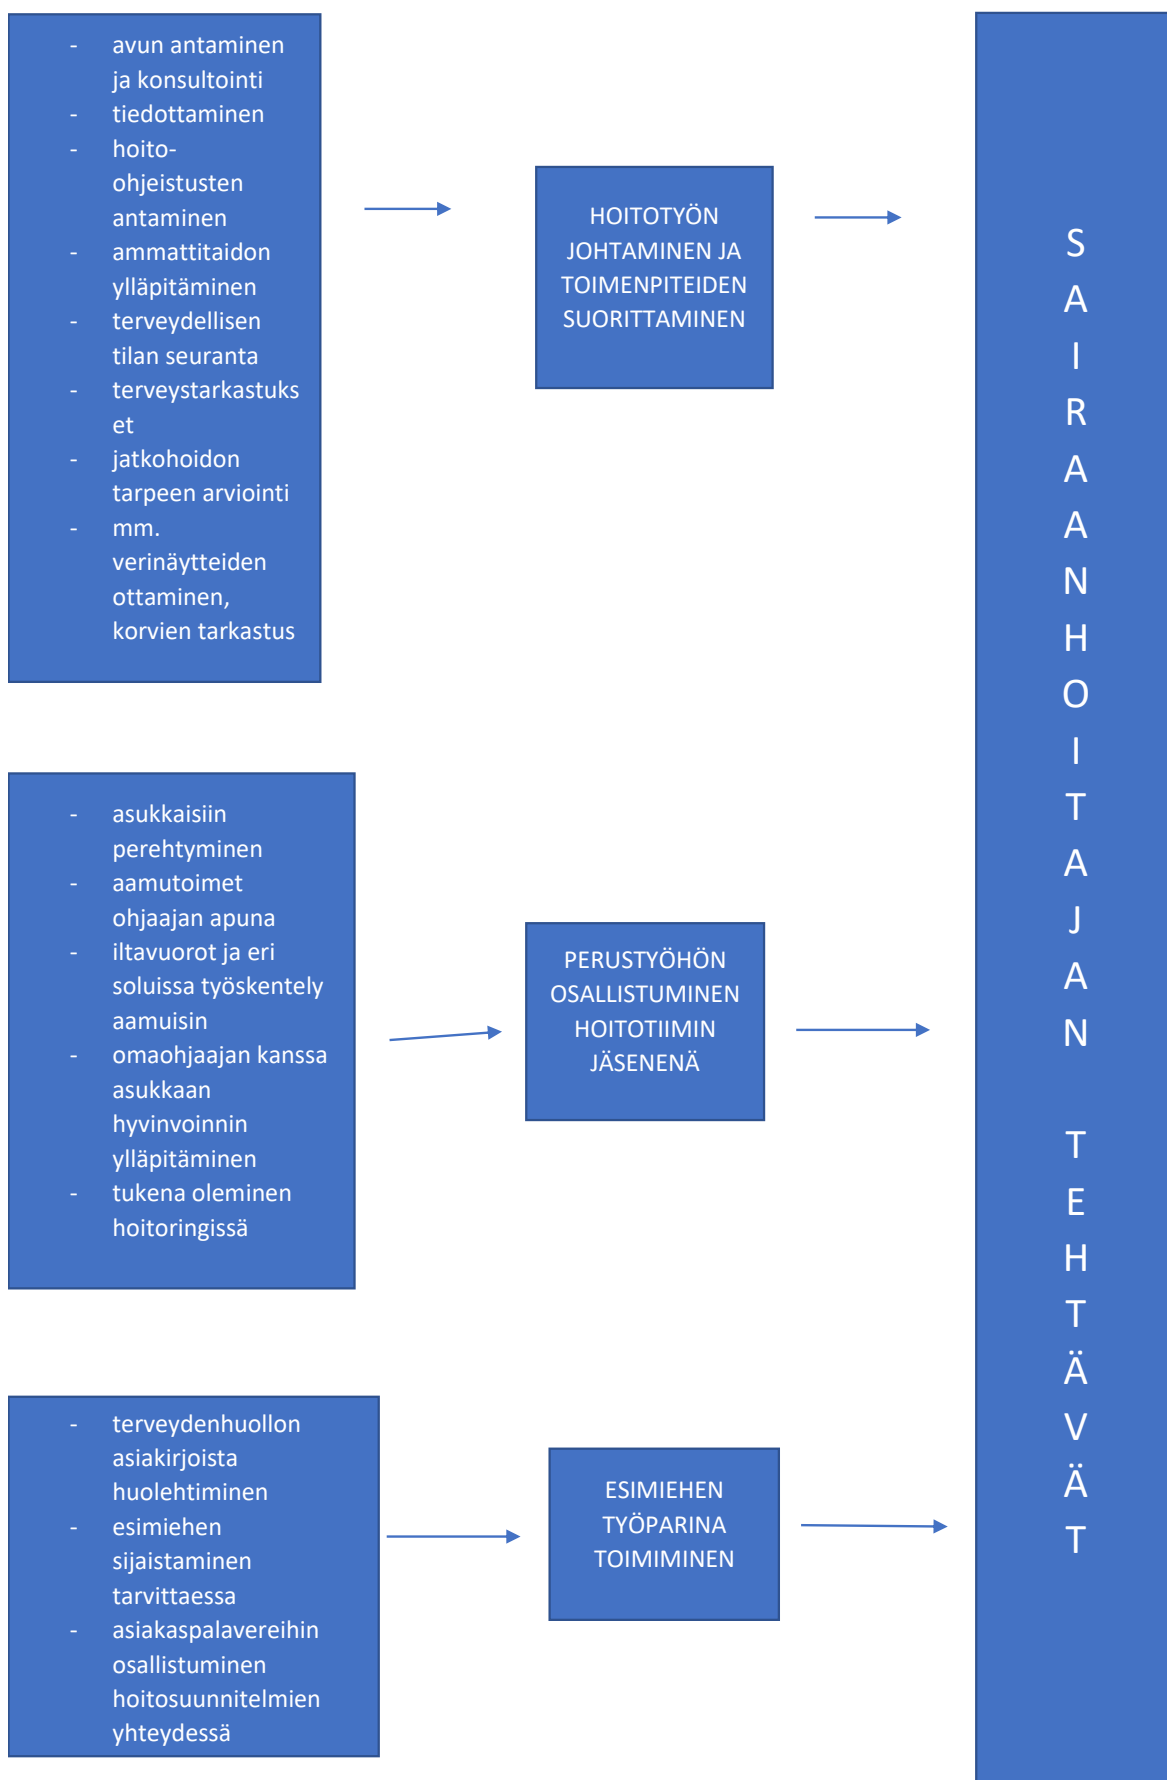 - avun antaminen
ja konsultointi
- tiedottaminen
- hoito-
ohjeistusten
antaminen
- ammattitaidon
ylläpitäminen
- terveydellisen
tilan seuranta
- terveystarkastuks
et
- jatkohoidon
tarpeen arviointi
- mm.
verinäytteiden
ottaminen,
korvien tarkastus
HOITOTYÖN
JOHTAMINEN JA
TOIMENPITEIDEN
SUORITTAMINEN
- asukkaisiin
perehtyminen
- aamutoimet
ohjaajan apuna
- iltavuorot ja eri
soluissa työskentely
aamuisin
- omaohjaajan kanssa
asukkaan
hyvinvoinnin
ylläpitäminen
- tukena oleminen
hoitoringissä
PERUSTYÖHÖN
OSALLISTUMINEN
HOITOTIIMIN
JÄSENENÄ
- terveydenhuollon
asiakirjoista
huolehtiminen
- esimiehen
sijaistaminen
tarvittaessa
- asiakaspalavereihin
osallistuminen
hoitosuunnitelmien
yhteydessä
ESIMIEHEN
TYÖPARINA
TOIMIMINEN
S
A
I
R
A
A
N
H
O
I
T
A
J
A
N
T
E
H
T
Ä
V
Ä
T